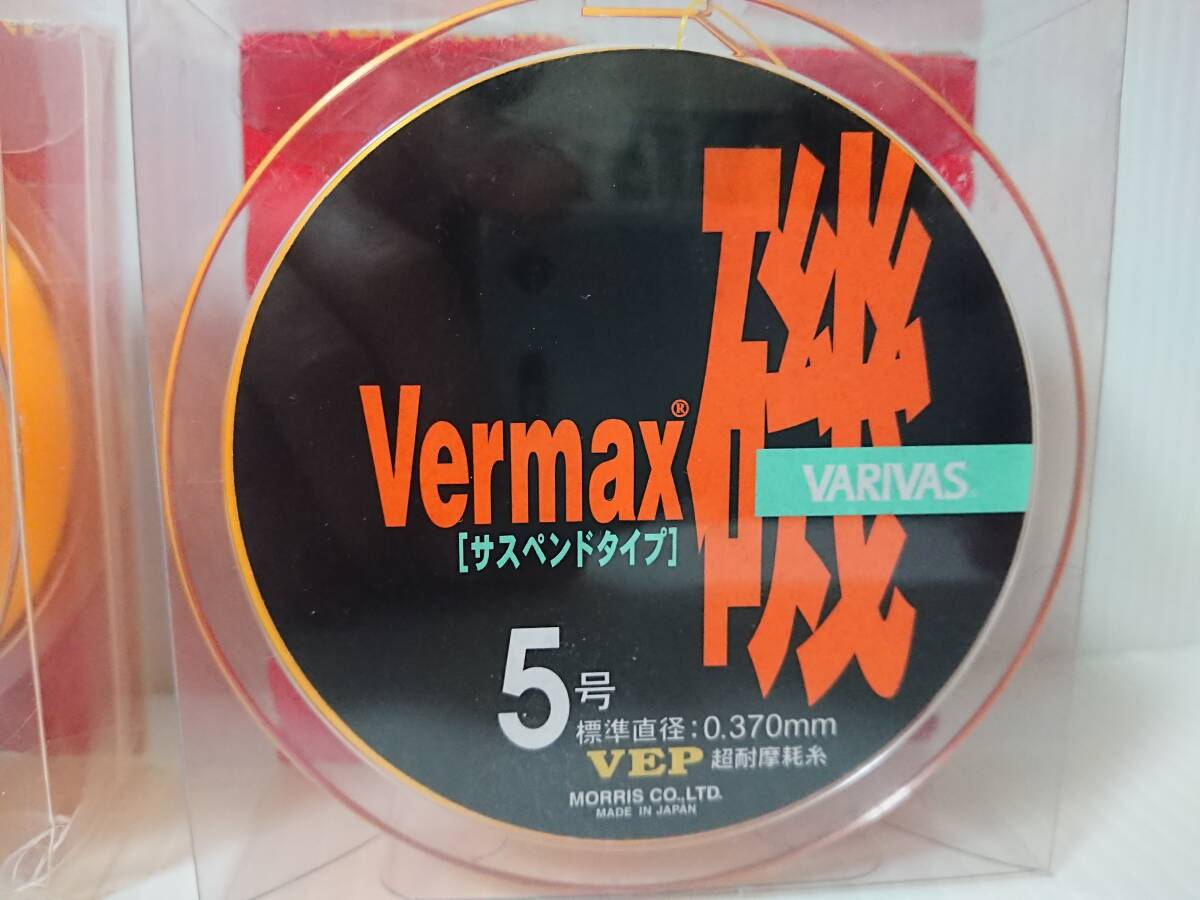 Vermax®
磯
VARIVAS
[サスペンドタイプ]
5号
標準直径:0.370mm
VEP 超耐摩耗糸
MORRIS CO.,LTD.
MADE IN JAPAN